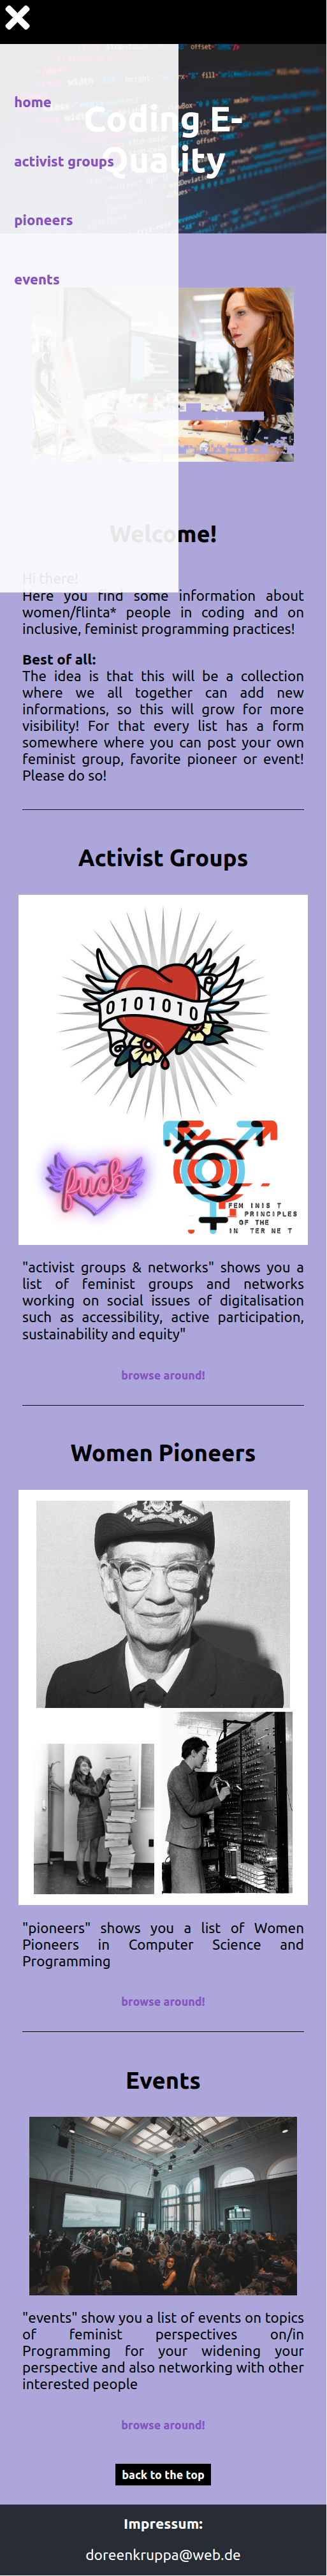 home
Coding E-
Quality
activist groups
pioneers
events
Welcome!
Hi there!
Here you find some information about
women/flinta* people in coding and on
inclusive, feminist programming practices!
Best of all:
The idea is that this will be a collection
where we all together can add new
informations, so this will grow for more
visibility! For that every list has a form
somewhere where you can post your own
feminist group, favorite pioneer or event!
Please do so!
Activist Groups
0101010
fuck
FEM INIS T
PRINCIPLES
OF THE
IN TER NE T
"activist groups & networks" shows you a
list of feminist groups and networks
working on social issues of digitalisation
such as accessibility, active participation,
sustainability and equity"
browse around!
Women Pioneers
"pioneers" shows you a list of Women
Pioneers in Computer Science and
Programming
browse around!
Events
"events" show you a list of events on topics
of feminist perspectives on/in
Programming for your widening your
perspective and also networking with other
interested people
browse around!
back to the top
Impressum:
doreenkruppa@web.de